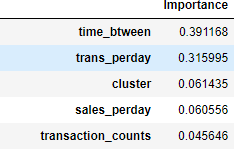 Importance
time_btween 0.391168
trans_perday 0.315995
cluster 0.061435
sales_perday 0.060556
transaction_counts 0.045646